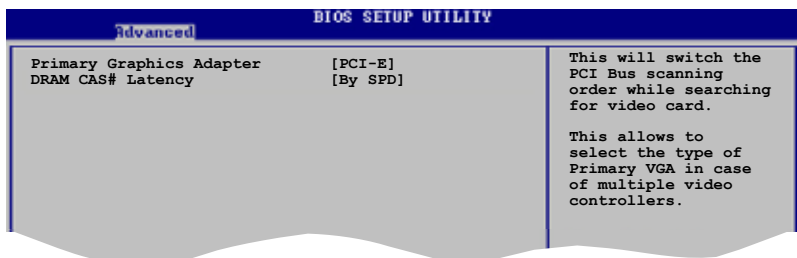 BIOS SETUP UTILITY
Advanced
Primary Graphics Adapter [PCI-E]
DRAM CAS# Latency [By SPD]
This will switch the
PCI Bus scanning
order while searching
for video card.
This allows to
select the type of
Primary VGA in case
of multiple video
controllers.